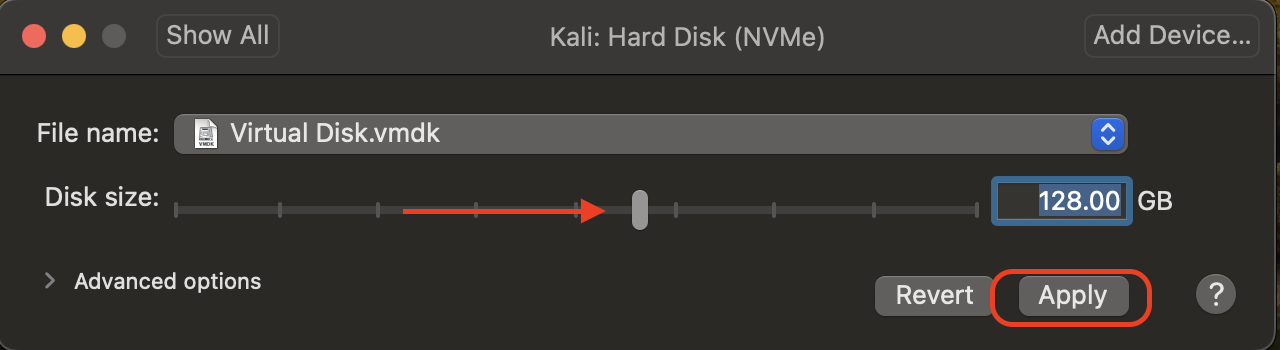 Show All
Kali: Hard Disk (NVMe)
Add Device...
File name:
Virtual Disk.vmdk
Disk size:
128.00 GB
Advanced options
Revert
Apply
?